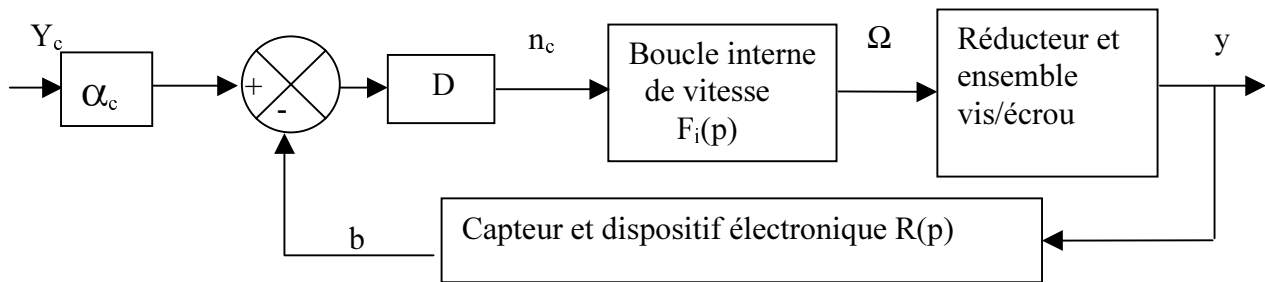 Y_c
α_c
+
-
D
n_c
Boucle interne
de vitesse
F_i(p)
Ω
Réducteur et
ensemble
vis/écrou
y
b
Capteur et dispositif électronique R(p)